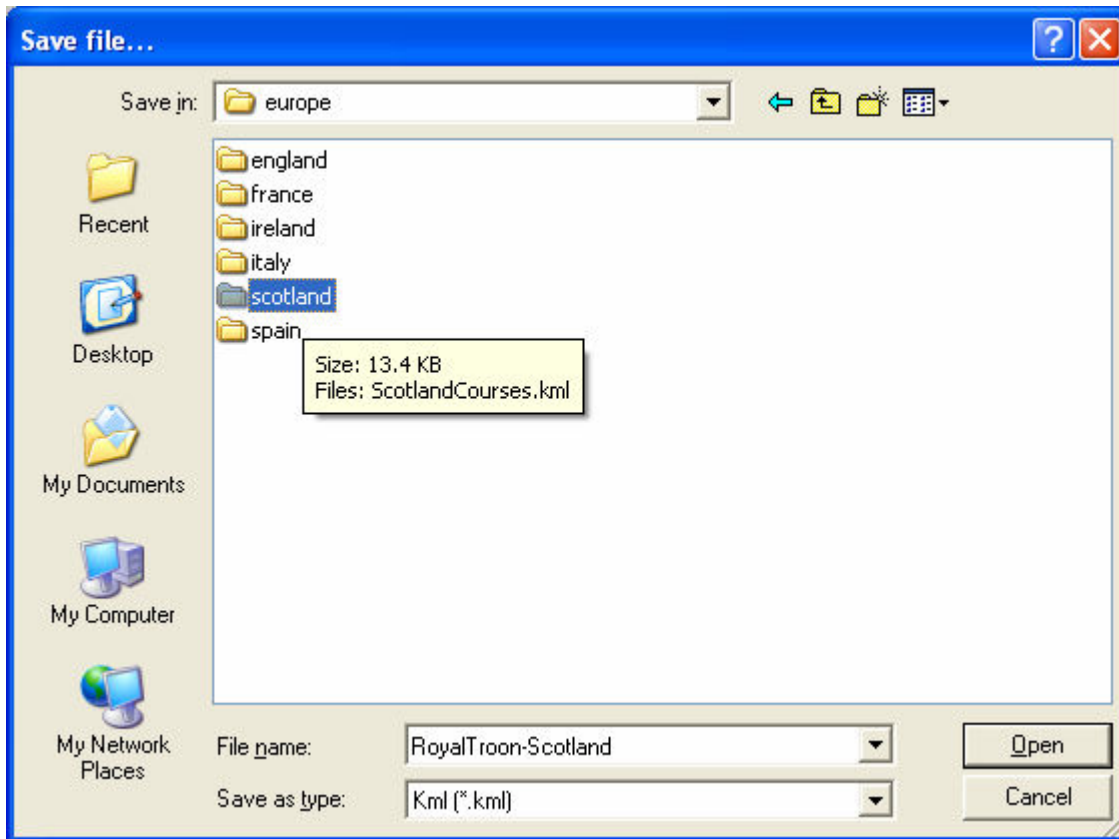 Save file...
Save in: europe
Recent
Desktop
My Documents
My Computer
My Network
Places
england
france
ireland
italy
scotland
spain
Size: 13.4 KB
Files: ScotlandCourses.kml
File name: RoyalTroon-Scotland Open
Save as type: Kml (*.kml) Cancel